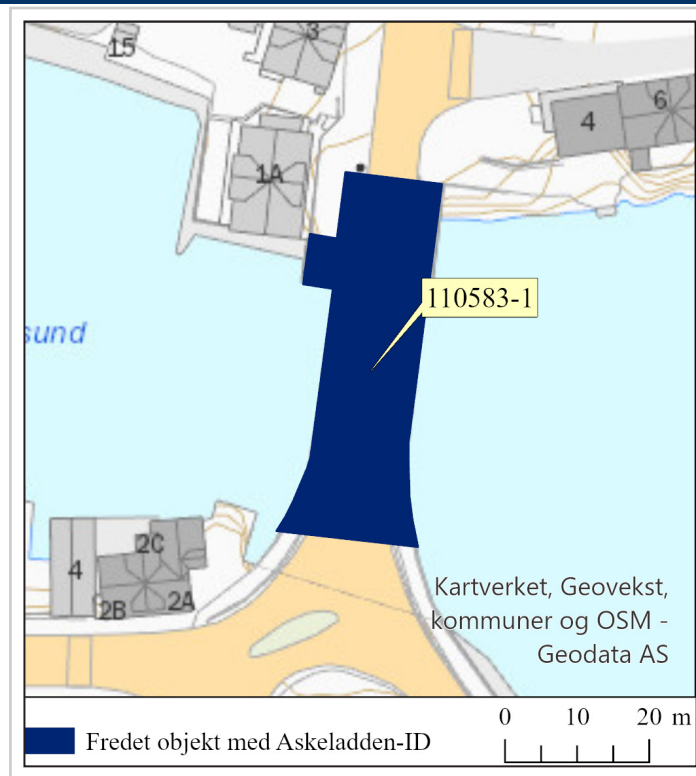 3
15
6
4
1A
110583-1
sund
2C
4
2A
2B
Kartverket, Geovekst,
kommuner og OSM -
Geodata AS
0 10 20 m
Fredet objekt med Askeladden-ID